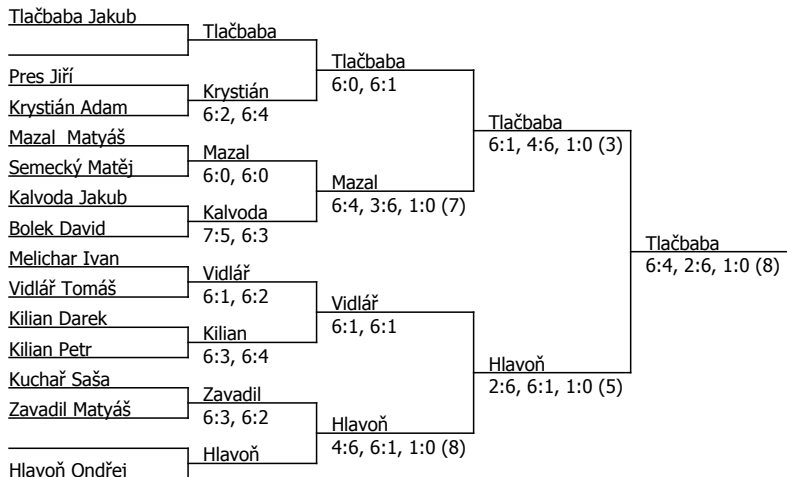 Tlačbaba Jakub
Tlačbaba
Tlačbaba
6:0, 6:1
Pres Jiří
Krystián
6:2, 6:4
Krystián Adam
Tlačbaba
6:1, 4:6, 1:0 (3)
Mazal Matyáš
Mazal
6:0, 6:0
Semecký Matěj
Mazal
6:4, 3:6, 1:0 (7)
Kalvoda Jakub
Kalvoda
7:5, 6:3
Bolek David
Tlačbaba
6:4, 2:6, 1:0 (8)
Melichar Ivan
Vidlář
6:1, 6:2
Vidlář Tomáš
Vidlář
6:1, 6:1
Kilian Darek
Kilian
6:3, 6:4
Kilian Petr
Hlavoň
2:6, 6:1, 1:0 (5)
Kuchař Saša
Zavadil
6:3, 6:2
Zavadil Matyáš
Hlavoň
4:6, 6:1, 1:0 (8)
Hlavoň
Hlavoň Ondřej